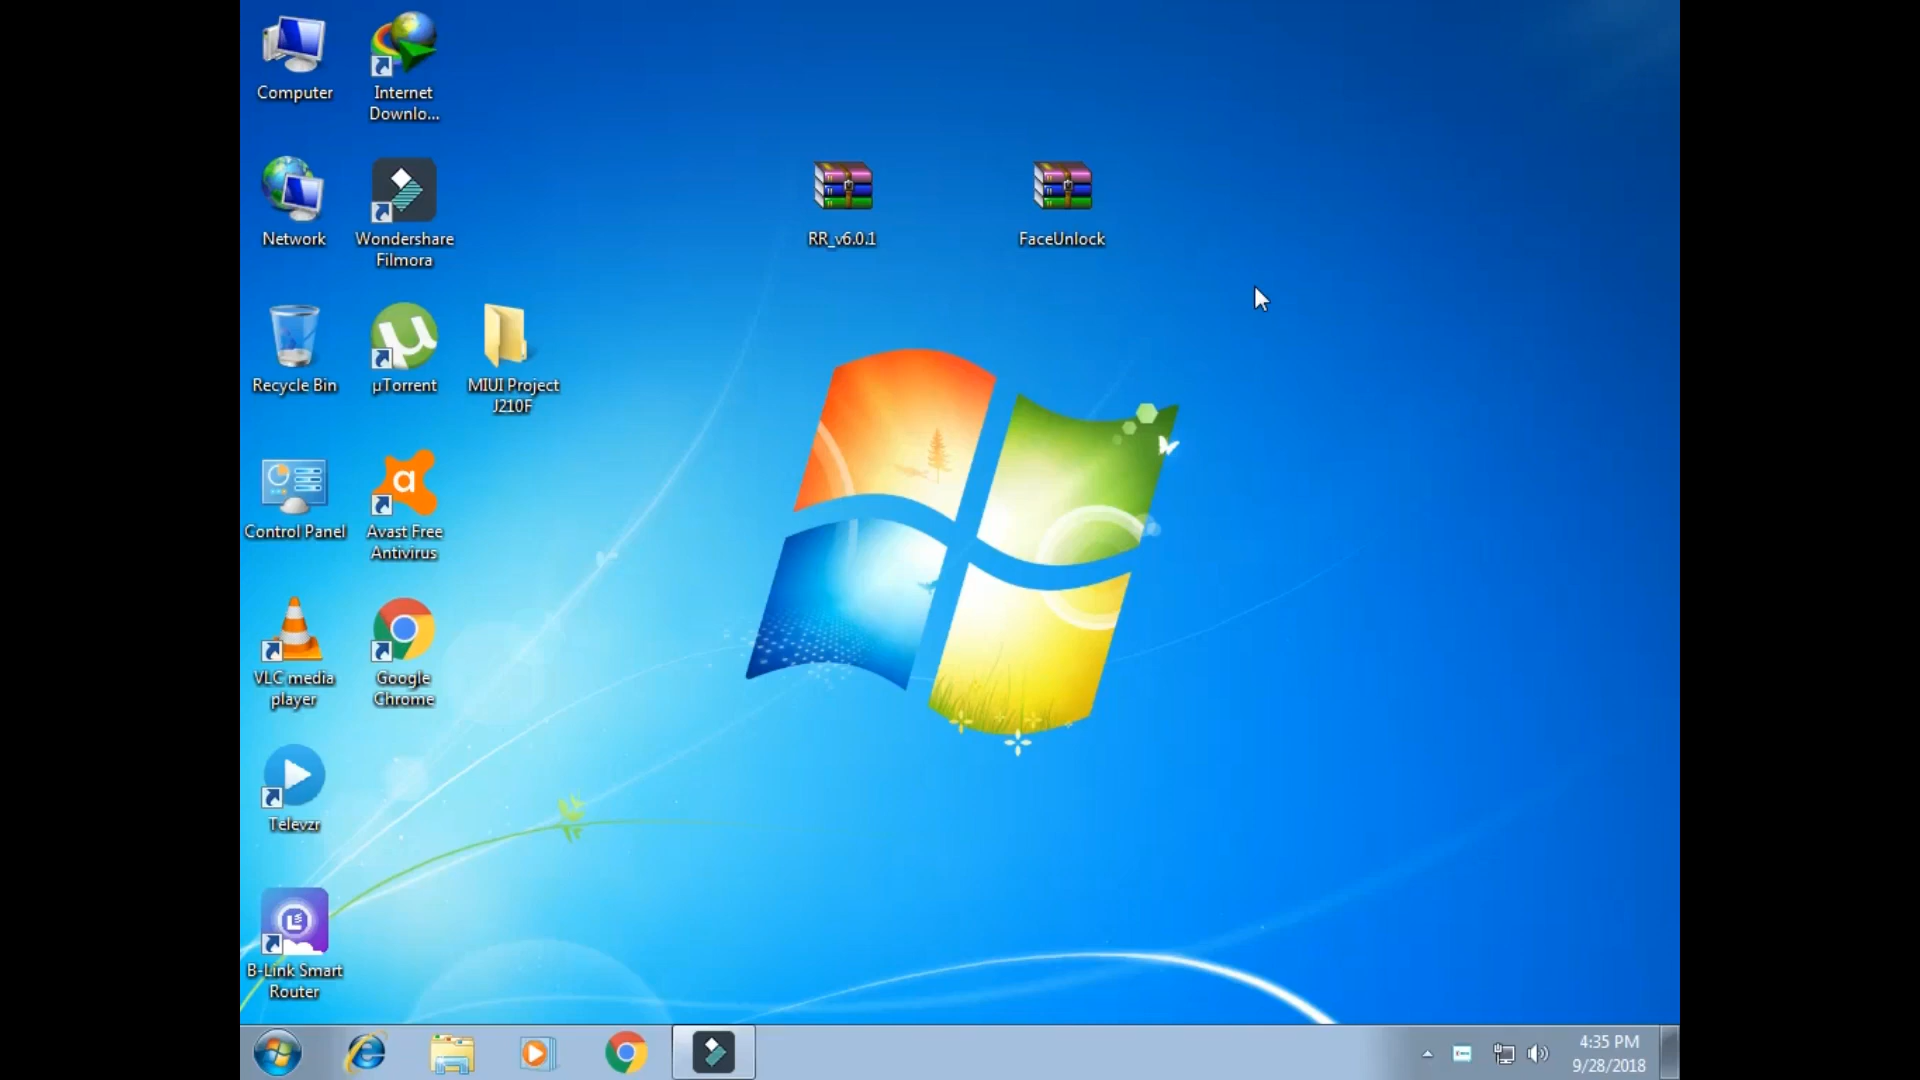 Computer
Internet
Downlo...
Network
Wondershare
Filmora
RR_v6.0.1
FaceUnlock
Recycle Bin
µTorrent
MIUI Project
J210F
Control Panel
Avast Free
Antivirus
VLC media
player
Google
Chrome
Televzr
B-Link Smart
Router
4:35 PM
9/28/2018